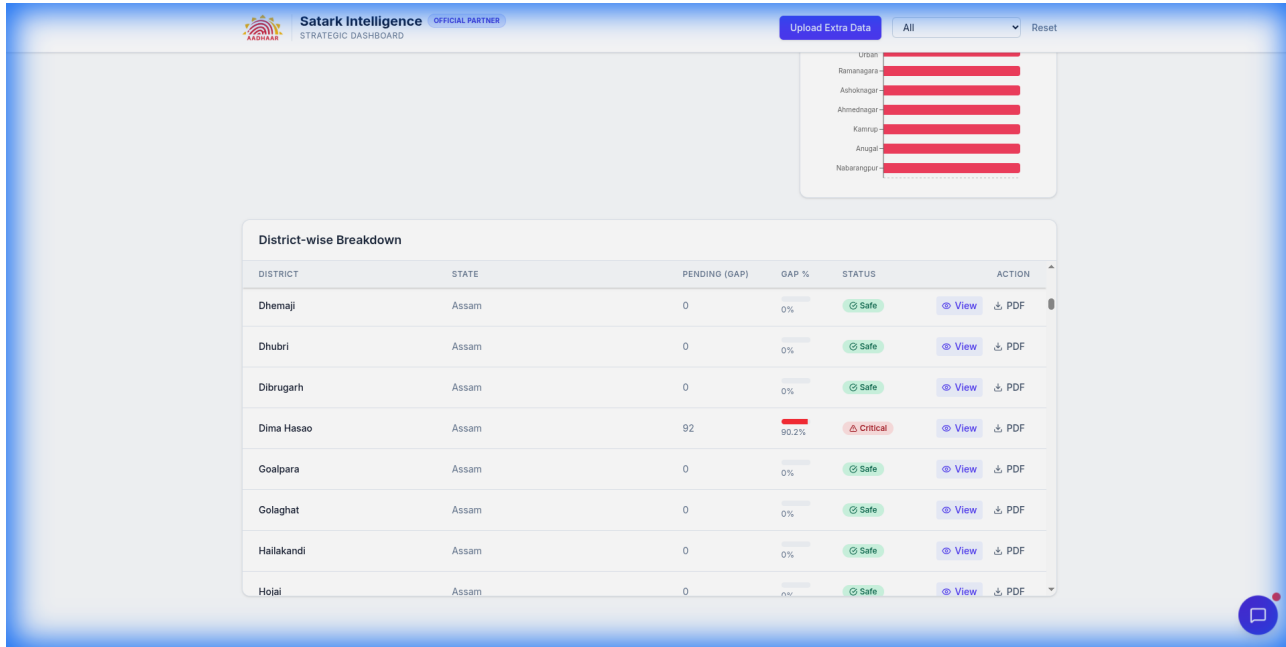 AADHAAR
Satark Intelligence OFFICIAL PARTNER
STRATEGIC DASHBOARD
Upload Extra Data All Reset
Urban
Ramanagara
Ashoknagar
Ahmednagar
Kamrup
Anugal
Nabarangpur
District-wise Breakdown
DISTRICT STATE PENDING (GAP) GAP % STATUS ACTION
Dhemaji Assam 0 0% Safe View PDF
Dhubri Assam 0 0% Safe View PDF
Dibrugarh Assam 0 0% Safe View PDF
Dima Hasao Assam 92 90.2% Critical View PDF
Goalpara Assam 0 0% Safe View PDF
Golaghat Assam 0 0% Safe View PDF
Hailakandi Assam 0 0% Safe View PDF
Hojai Assam 0 0% Safe View PDF